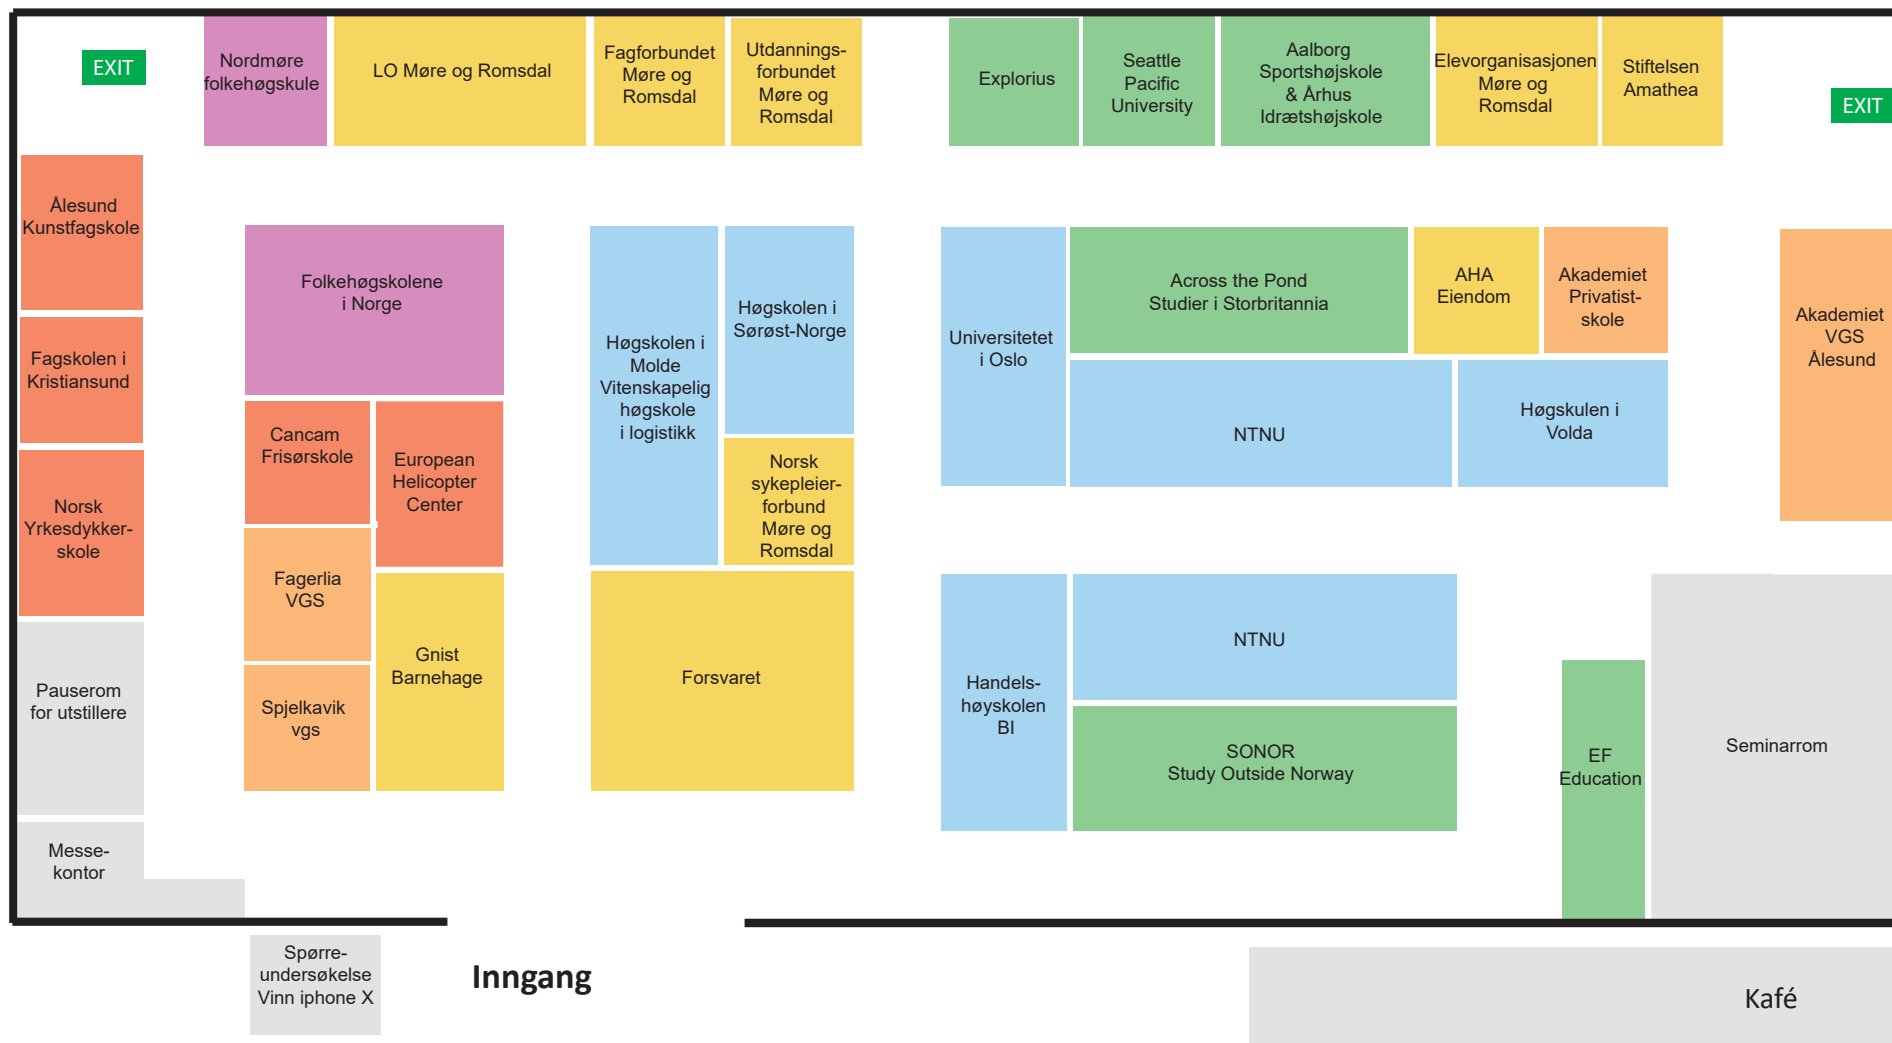 EXIT
Nordmøre
folkehøgskule
LO Møre og Romsdal
Fagforbundet
Møre og
Romsdal
Utdannings-
forbundet
Møre og
Romsdal
Explorius
Seattle
Pacific
University
Aalborg
Sportshøjskole
& Århus
Idrætshøjskole
Elevorganisasjonen
Møre og
Romsdal
Stiftelsen
Amathea
EXIT
Ålesund
Kunstfagskole
Fagskolen i
Kristiansund
Norsk
Yrkesdykker-
skole
Pauserom
for utstillere
Messe-
kontor
Folkehøgskolene
i Norge
Cancam
Frisørskole
European
Helicopter
Center
Fagerlia
VGS
Gnist
Barnehage
Spjelkavik
vgs
Høgskolen i
Molde
Vitenskapelig
høgskole
i logistikk
Høgskolen i
Sørøst-Norge
Norsk
sykepleier-
forbund
Møre og
Romsdal
Forsvaret
Universitetet
i Oslo
Across the Pond
Studier i Storbritannia
AHA
Eiendom
Akademiet
Privatist-
skole
NTNU
Høgskulen i
Volda
Akademiet
VGS
Ålesund
Handels-
høyskolen
BI
NTNU
SONOR
Study Outside Norway
EF
Education
Seminarrom
Spørre-
undersøkelse
Vinn iphone X
Inngang
Kafé